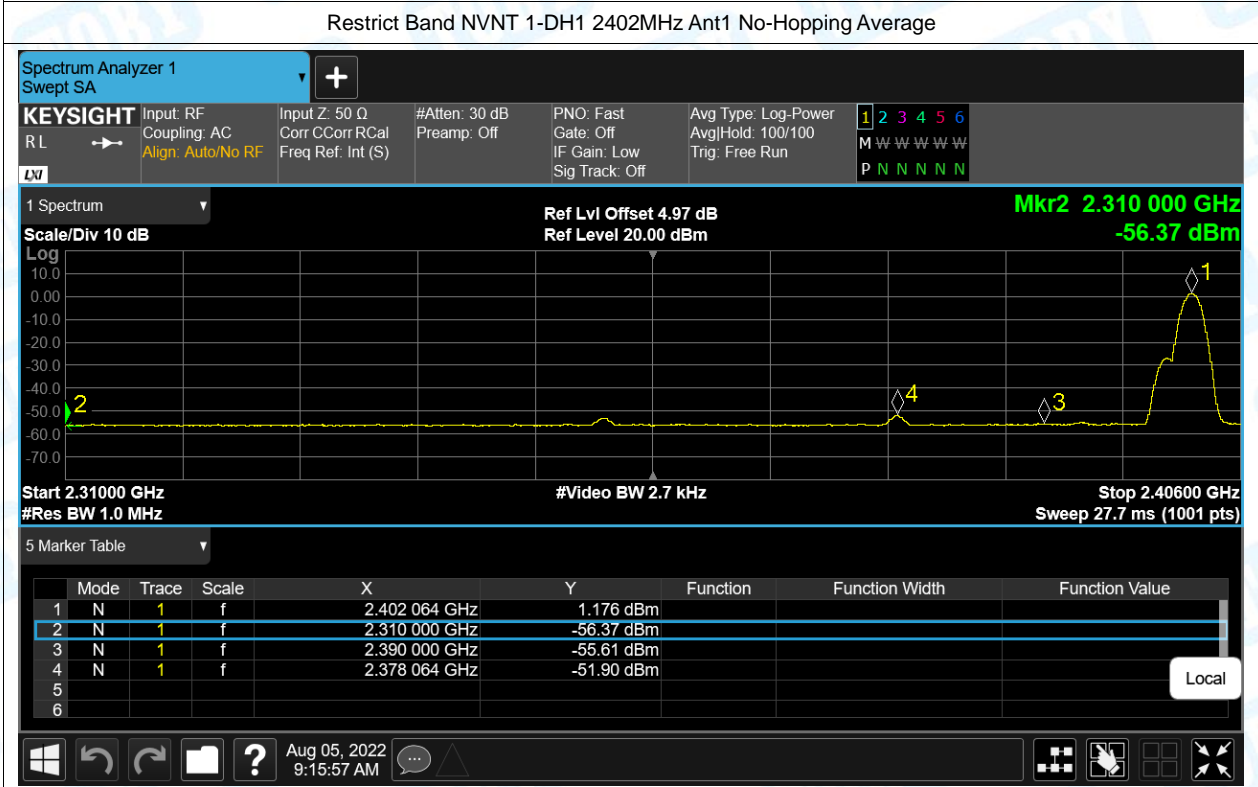 Restrict Band NVNT 1-DH1 2402MHz Ant1 No-Hopping Average
Spectrum Analyzer 1
Swept SA
+
KEYSIGHT Input: RF Input Z: 50 Ω #Atten: 30 dB PNO: Fast Avg Type: Log-Power 1 2 3 4 5 6
R L Coupling: AC Corr CCorr RCal Preamp: Off Gate: Off Avg|Hold: 100/100 M W W W W W
Align: Auto/No RF Freq Ref: Int (S) IF Gain: Low Trig: Free Run
LXI Sig Track: Off P N N N N N
1 Spectrum Ref Lvl Offset 4.97 dB Mkr2 2.310 000 GHz
Scale/Div 10 dB Ref Level 20.00 dBm -56.37 dBm
Log
10.0 1
0.00
-10.0
-20.0
-30.0
-40.0 4
-50.0 2 3
-60.0
-70.0
Start 2.31000 GHz #Video BW 2.7 kHz Stop 2.40600 GHz
#Res BW 1.0 MHz Sweep 27.7 ms (1001 pts)
5 Marker Table
Mode Trace Scale X Y Function Function Width Function Value
1 N 1 f 2.402 064 GHz 1.176 dBm
2 N 1 f 2.310 000 GHz -56.37 dBm
3 N 1 f 2.390 000 GHz -55.61 dBm
4 N 1 f 2.378 064 GHz -51.90 dBm
5
6
Local
? Aug 05, 2022
9:15:57 AM